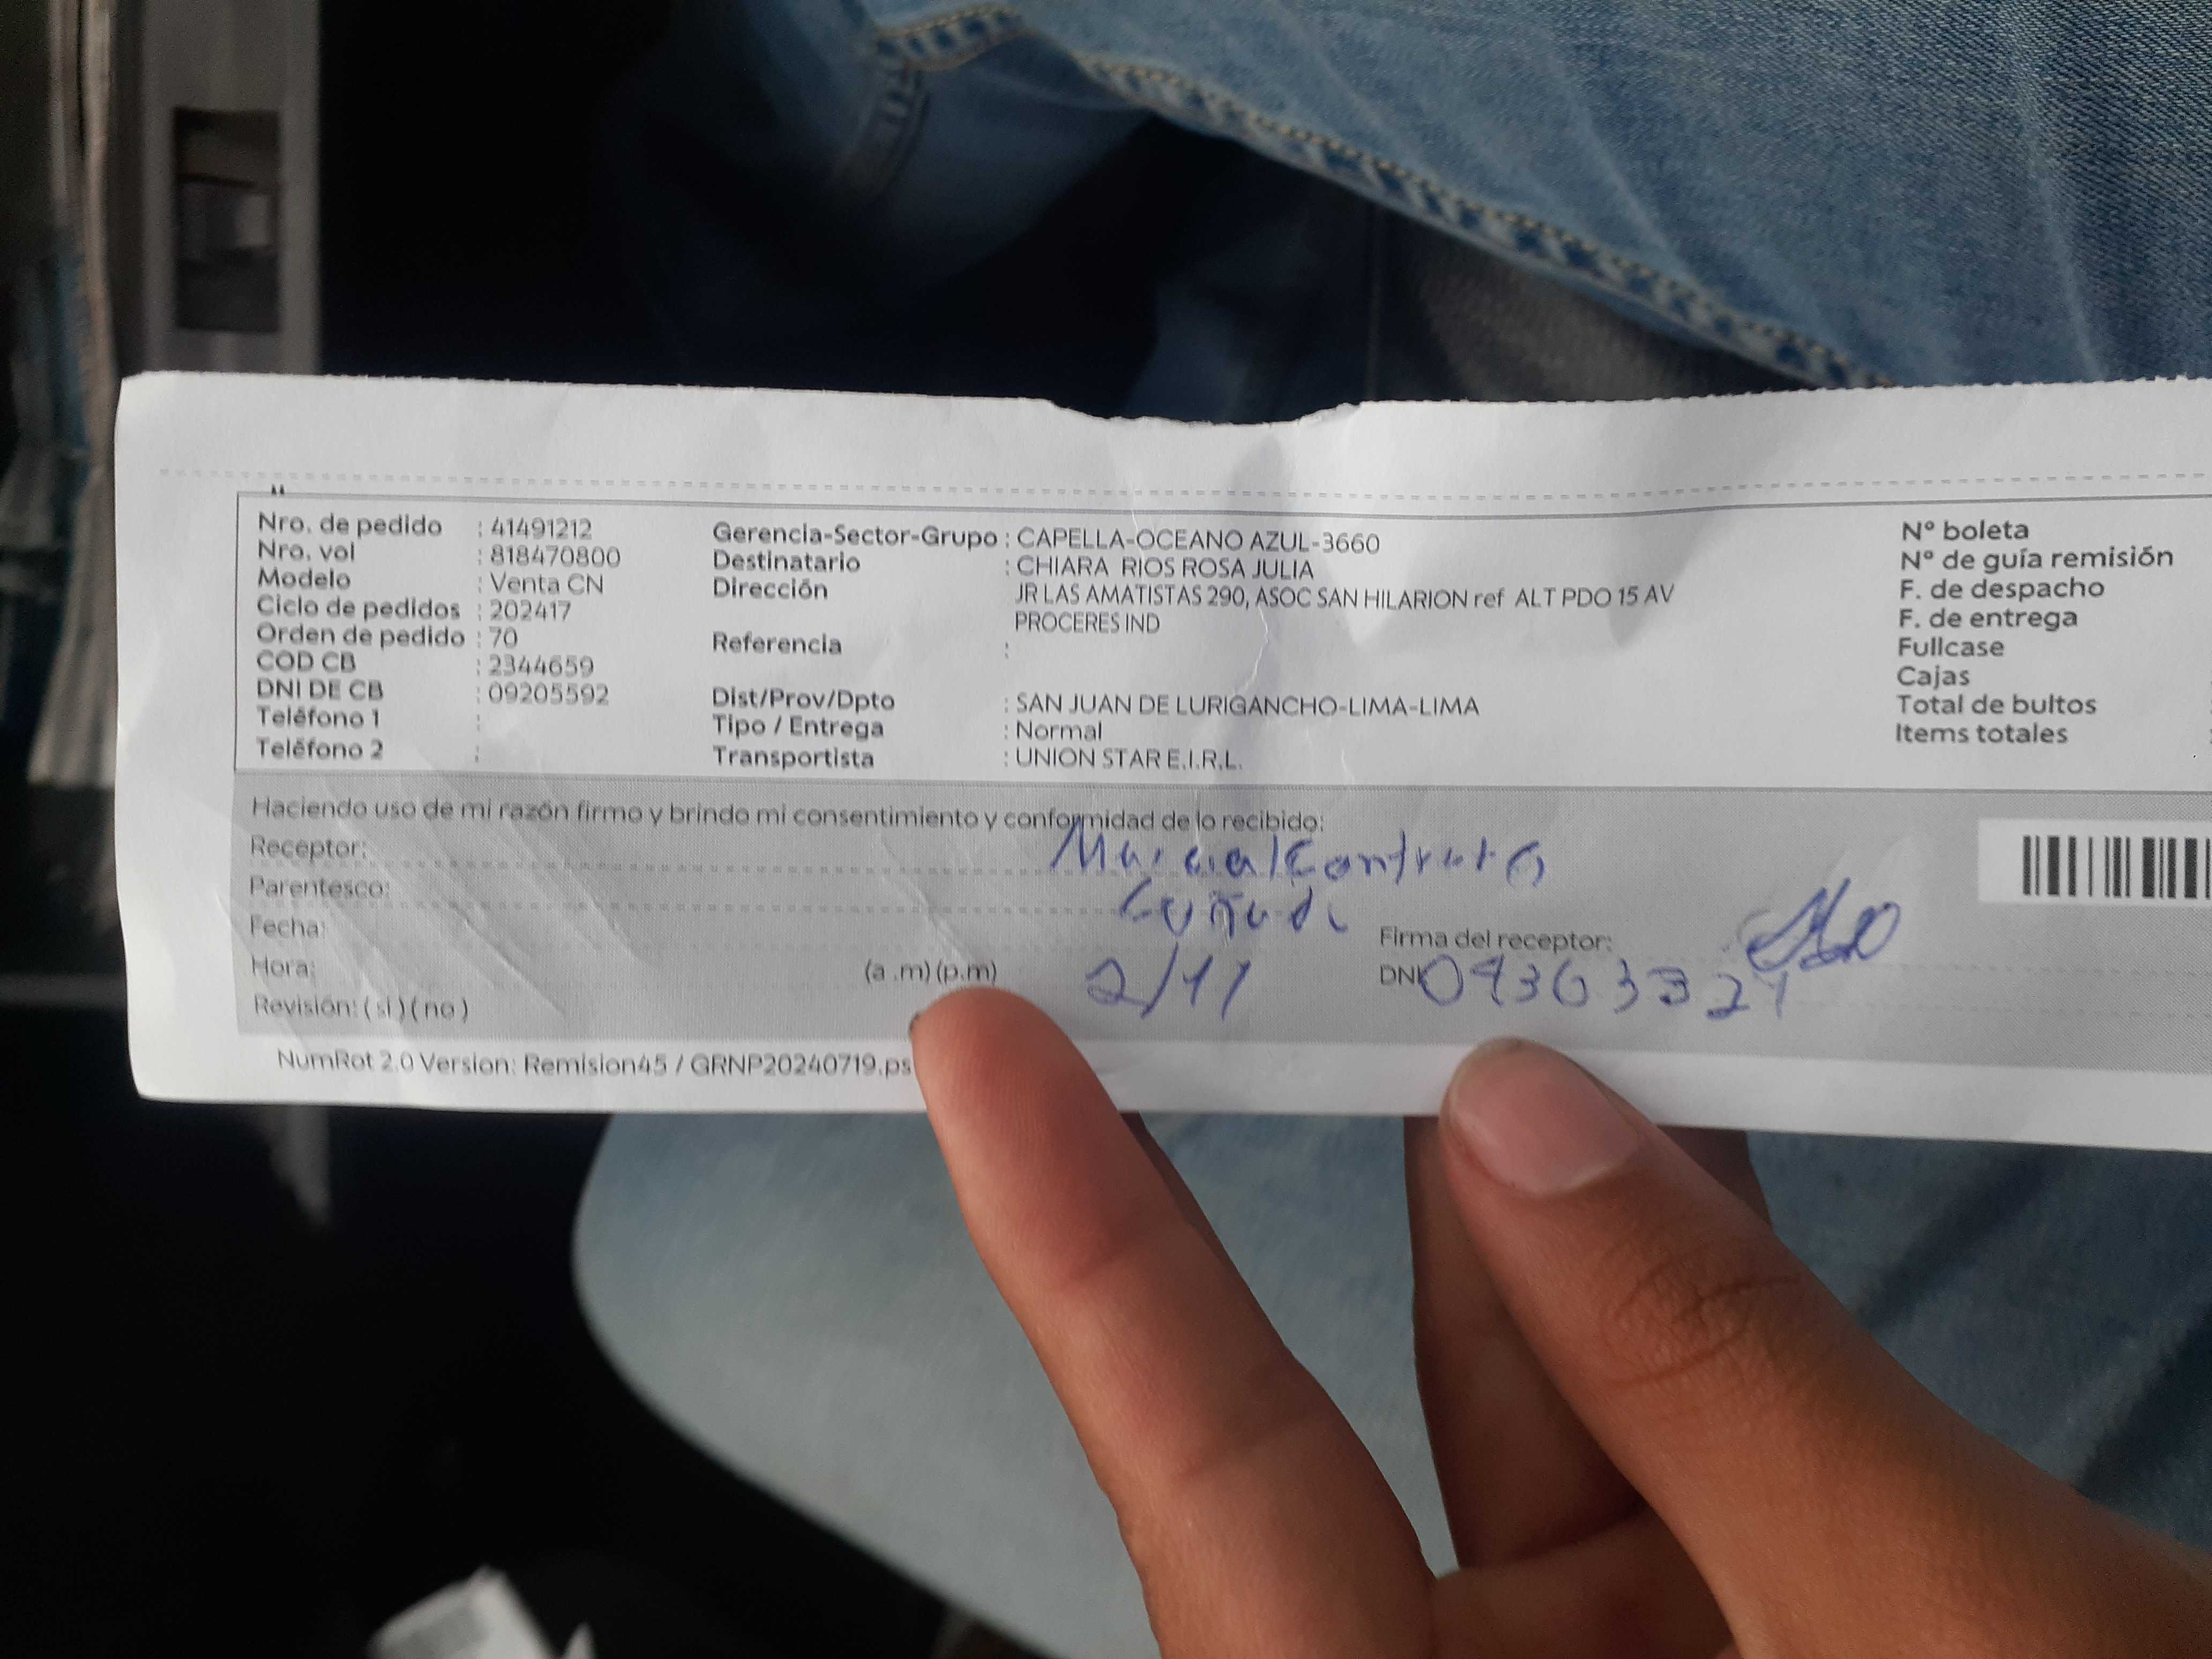 Nro. de pedido : 41491212
Nro. vol : 818470800
Modelo : Venta CN
Ciclo de pedidos : 202417
Orden de pedido : 70
COD CB : 2344659
DNI DE CB : 09205592
Teléfono 1 :
Teléfono 2 :
Gerencia-Sector-Grupo : CAPELLA-OCEANO AZUL-3660
Destinatario : CHIARA RIOS ROSA JULIA
Dirección JR LAS AMATISTAS 290, ASOC SAN HILARION ref ALT PDO 15 AV
PROCERES IND
Referencia :
Dist/Prov/Dpto : SAN JUAN DE LURIGANCHO-LIMA-LIMA
Tipo / Entrega : Normal
Transportista : UNION STAR E.I.R.L.
Nº boleta
Nº de guía remisión
F. de despacho
F. de entrega
Fullcase
Cajas
Total de bultos
Items totales
Haciendo uso de mi razón firmo y brindo mi consentimiento y conformidad de lo recibido:
Receptor:
Parentesco:
Fecha: Firma del receptor:
Hora: (a .m) (p.m) 2/11 DNI
Revisión: ( si ) ( no )
NumRot 2.0 Version: Remision45 / GRNP20240719.ps